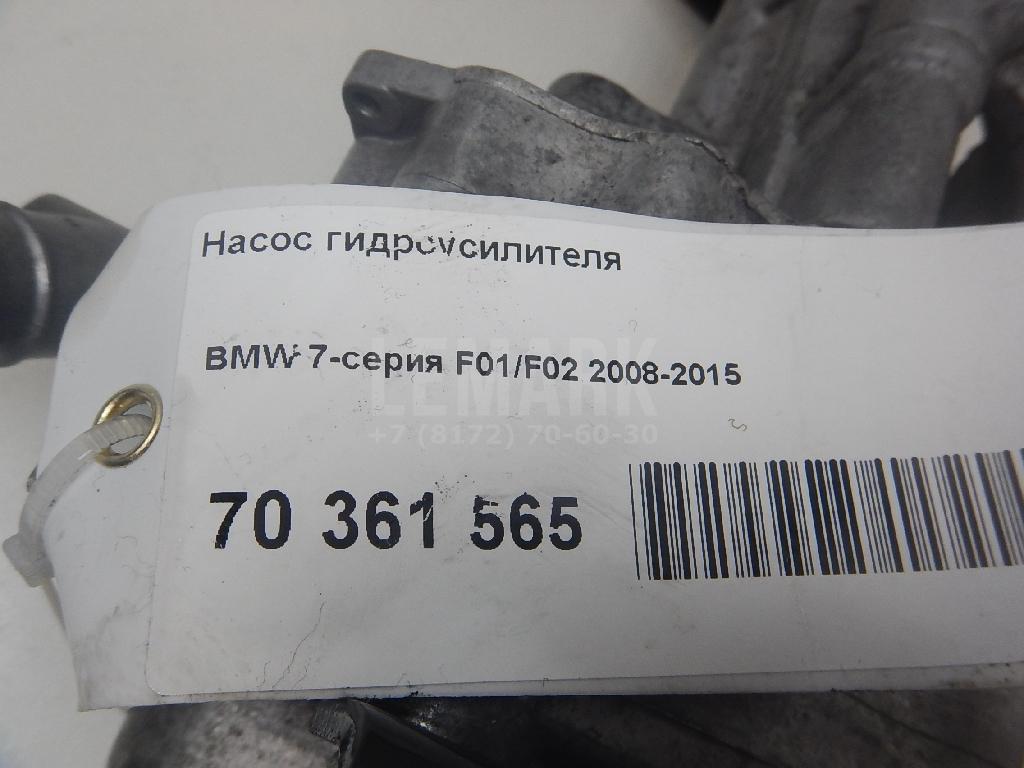 Насос гидроусилителя
BMW 7-серия F01/F02 2008-2015
LEMARK
+7 (8172) 70-60-30
70 361 565